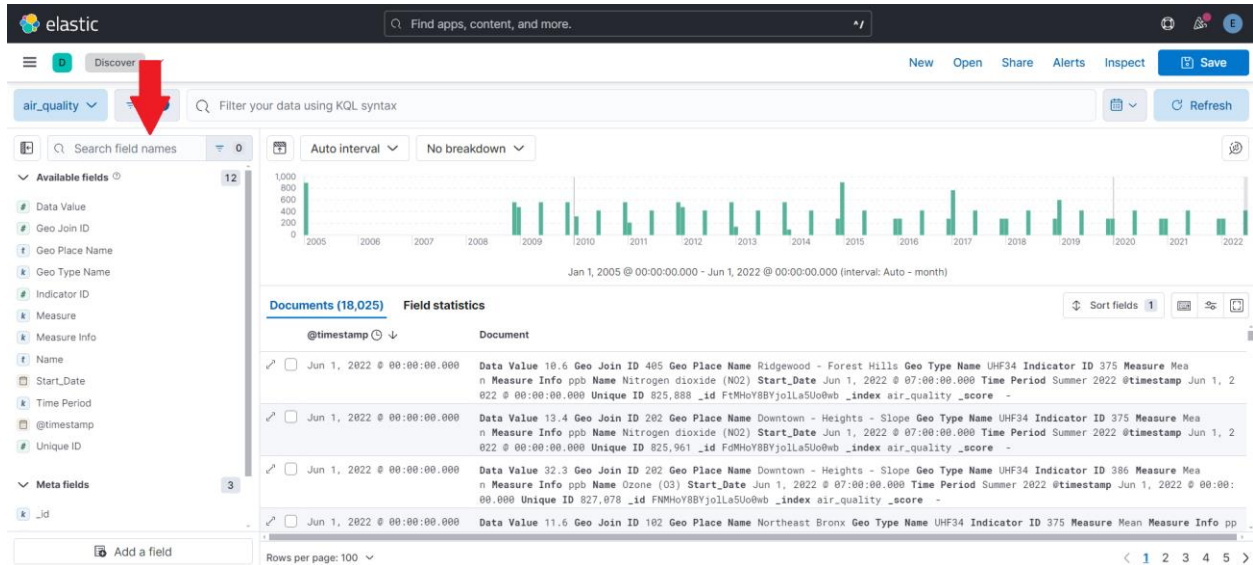 elastic
Find apps, content, and more.
^/
E
D
Discover
New Open Share Alerts Inspect Save
air_quality
Filter your data using KQL syntax
Refresh
Search field names
0
Auto interval
No breakdown
Available fields
12
Data Value
Geo Join ID
Geo Place Name
Geo Type Name
Indicator ID
Measure
Measure Info
Name
Start_Date
Time Period
@timestamp
Unique ID
Meta fields
3
_id
Add a field
1,000
800
600
400
200
0
2005 2006 2007 2008 2009 2010 2011 2012 2013 2014 2015 2016 2017 2018 2019 2020 2021 2022
Jan 1, 2005 @ 00:00:00.000 - Jun 1, 2022 @ 00:00:00.000 (interval: Auto - month)
Documents (18,025) Field statistics
Sort fields 1
@timestamp Document
Jun 1, 2022 @ 00:00:00.000 Data Value 10.6 Geo Join ID 405 Geo Place Name Ridgewood - Forest Hills Geo Type Name UHF34 Indicator ID 375 Measure Mea
n Measure Info ppb Name Nitrogen dioxide (NO2) Start_Date Jun 1, 2022 @ 07:00:00.000 Time Period Summer 2022 @timestamp Jun 1, 2
022 @ 00:00:00.000 Unique ID 825,888 _id FtMHoY8BYjolLa5Uo0wb _index air_quality _score -
Jun 1, 2022 @ 00:00:00.000 Data Value 13.4 Geo Join ID 202 Geo Place Name Downtown - Heights - Slope Geo Type Name UHF34 Indicator ID 375 Measure Mea
n Measure Info ppb Name Nitrogen dioxide (NO2) Start_Date Jun 1, 2022 @ 07:00:00.000 Time Period Summer 2022 @timestamp Jun 1, 2
022 @ 00:00:00.000 Unique ID 825,961 _id FdMHoY8BYjolLa5Uo0wb _index air_quality _score -
Jun 1, 2022 @ 00:00:00.000 Data Value 32.3 Geo Join ID 202 Geo Place Name Downtown - Heights - Slope Geo Type Name UHF34 Indicator ID 386 Measure Mea
n Measure Info ppb Name Ozone (O3) Start_Date Jun 1, 2022 @ 07:00:00.000 Time Period Summer 2022 @timestamp Jun 1, 2022 @ 00:00:
00.000 Unique ID 827,078 _id FNMHoY8BYjolLa5Uo0wb _index air_quality _score -
Jun 1, 2022 @ 00:00:00.000 Data Value 11.6 Geo Join ID 102 Geo Place Name Northeast Bronx Geo Type Name UHF34 Indicator ID 375 Measure Mean Measure Info pp
Rows per page: 100
1 2 3 4 5